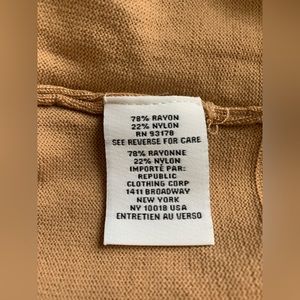 78% RAYON
22% NYLON
RN 93178
SEE REVERSE FOR CARE
78% RAYONNE
22% NYLON
IMPORTÉ PAR:
REPUBLIC
CLOTHING CORP
1411 BROADWAY
NEW YORK
NY 10018 USA
ENTRETIEN AU VERSO